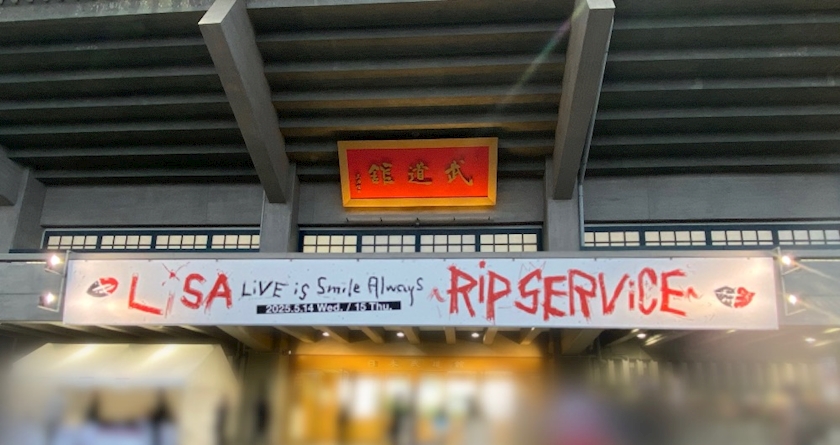 武道館
LiSA LiVE is Smile Always ~RiP SERViCE~
2025.5.14 Wed. / 15 Thu.